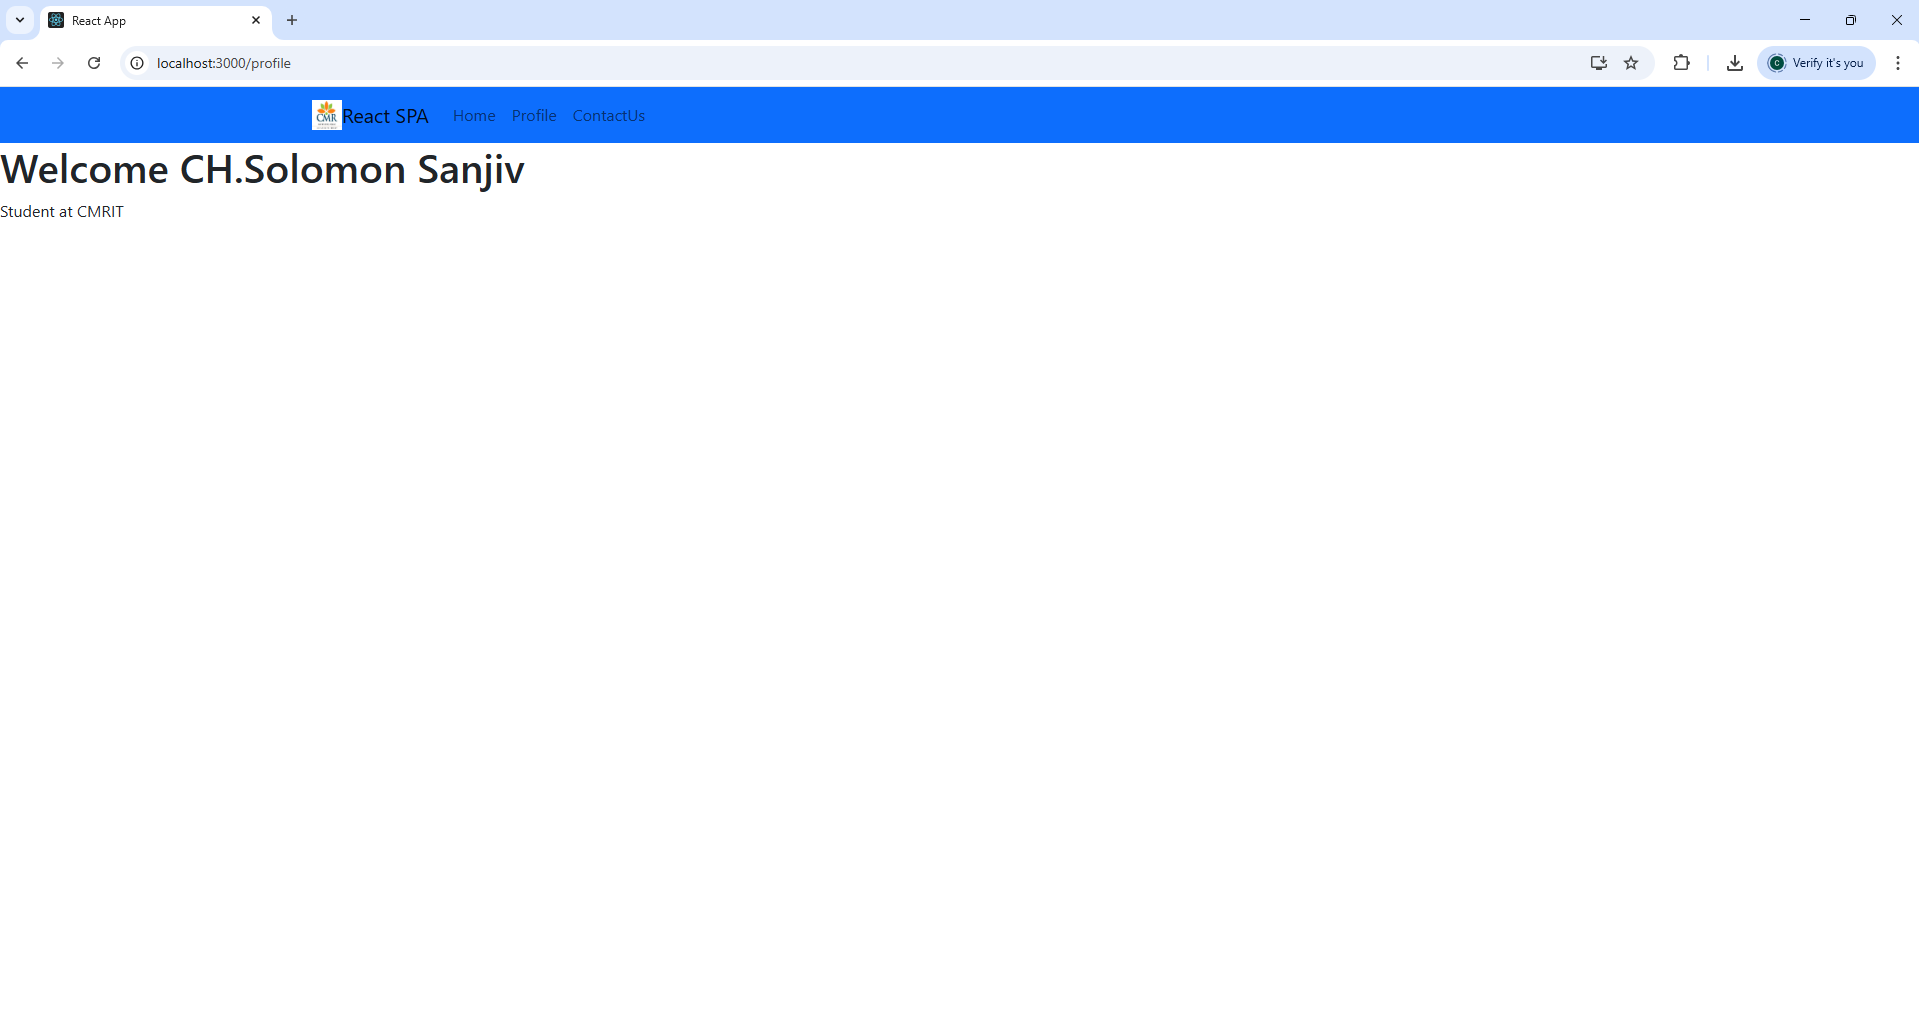 React App
localhost:3000/profile
Verify it's you
CMR
React SPA Home Profile ContactUs
Welcome CH.Solomon Sanjiv
Student at CMRIT